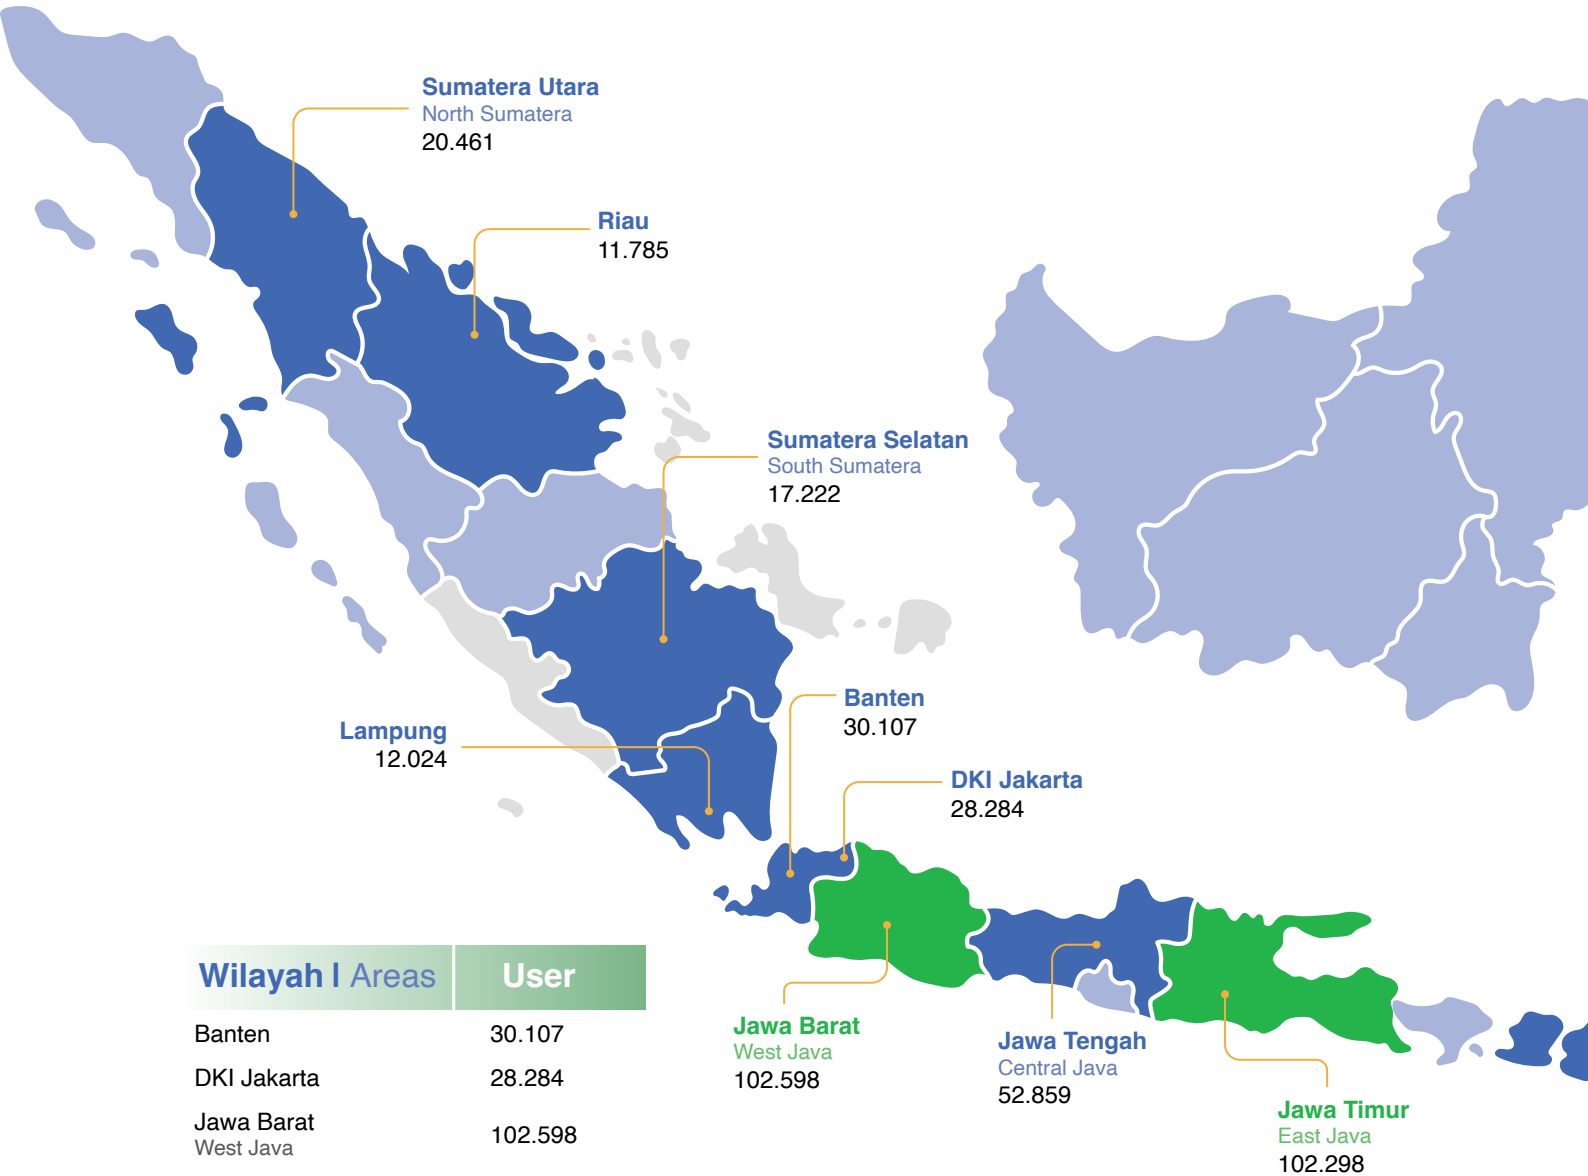 Sumatera Utara
North Sumatera
20.461
Riau
11.785
Sumatera Selatan
South Sumatera
17.222
Banten
30.107
Lampung
12.024
DKI Jakarta
28.284
Jawa Barat
West Java
102.598
Jawa Tengah
Central Java
52.859
Jawa Timur
East Java
102.298
Wilayah | Areas User
Banten 30.107
DKI Jakarta 28.284
Jawa Barat
West Java
102.598